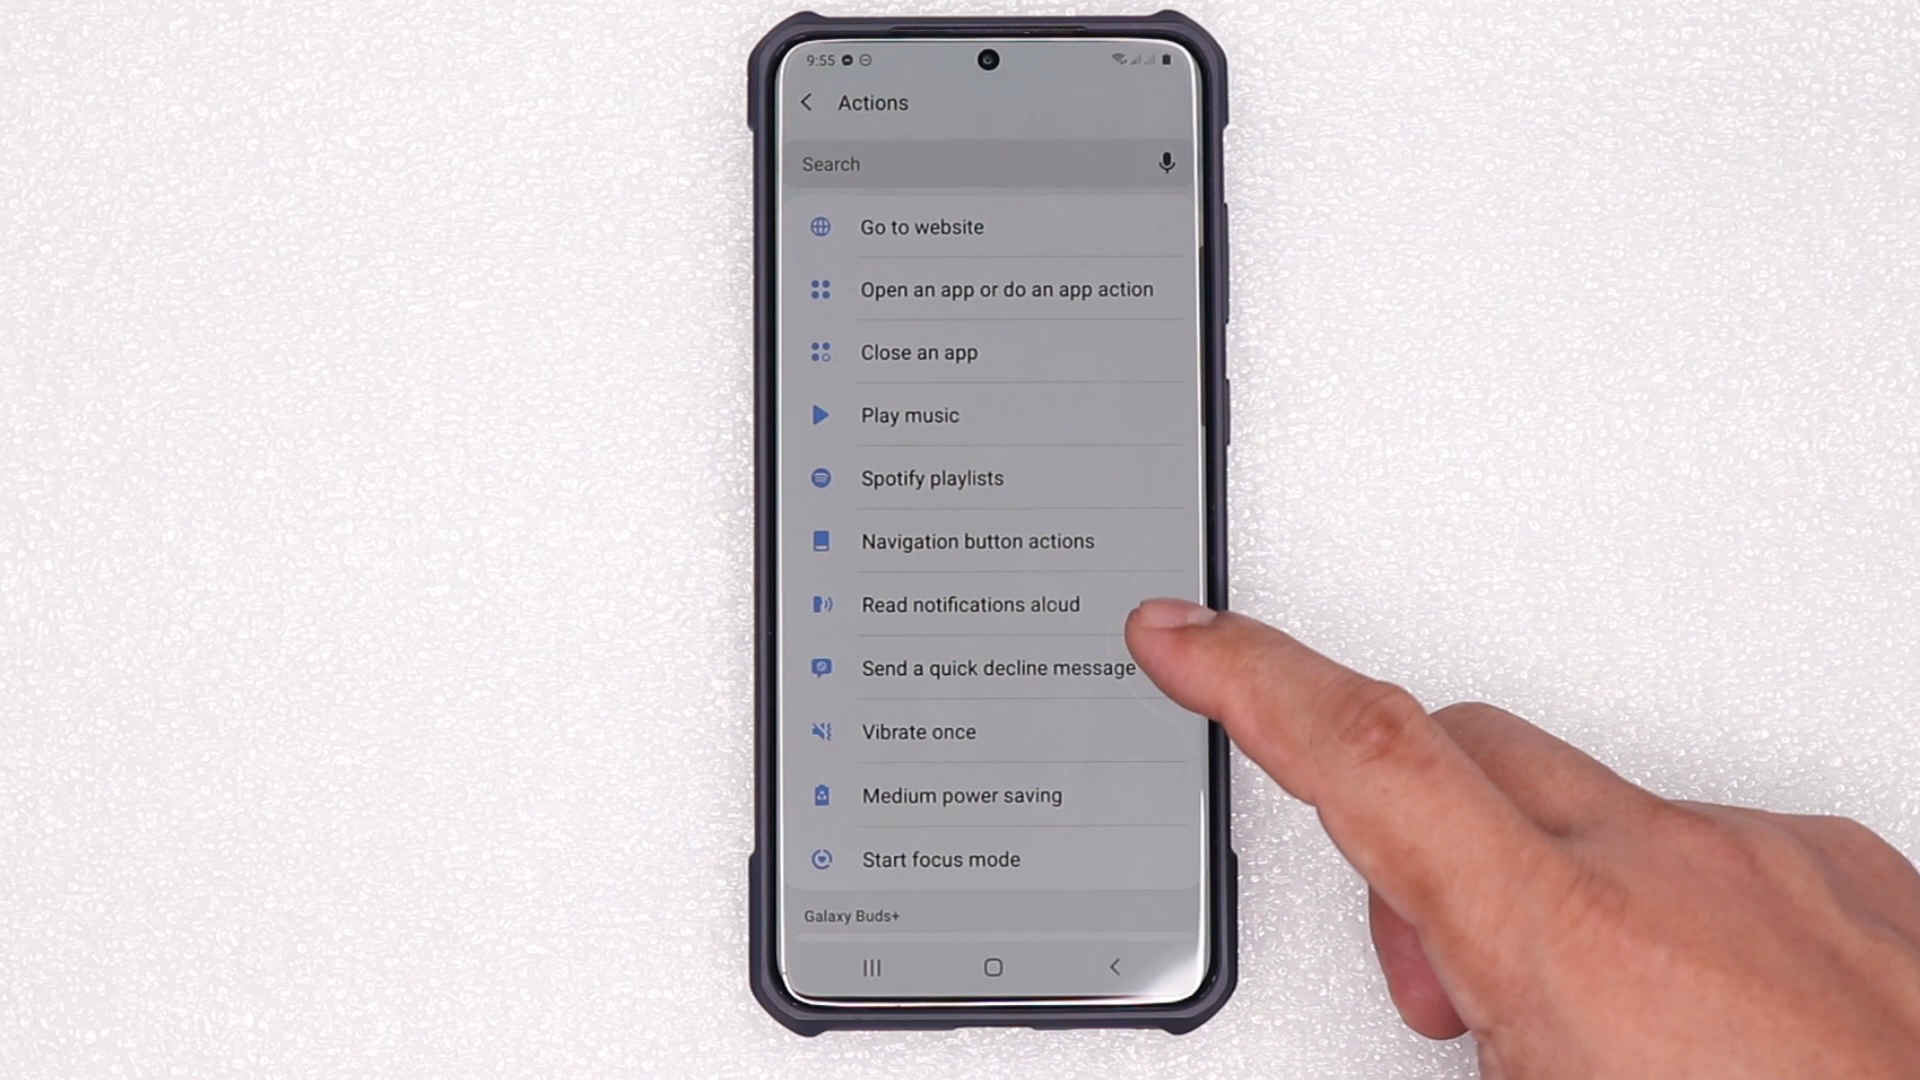 9:55
Actions
Search
Go to website
Open an app or do an app action
Close an app
Play music
Spotify playlists
Navigation button actions
Read notifications aloud
Send a quick decline message
Vibrate once
Medium power saving
Start focus mode
Galaxy Buds+